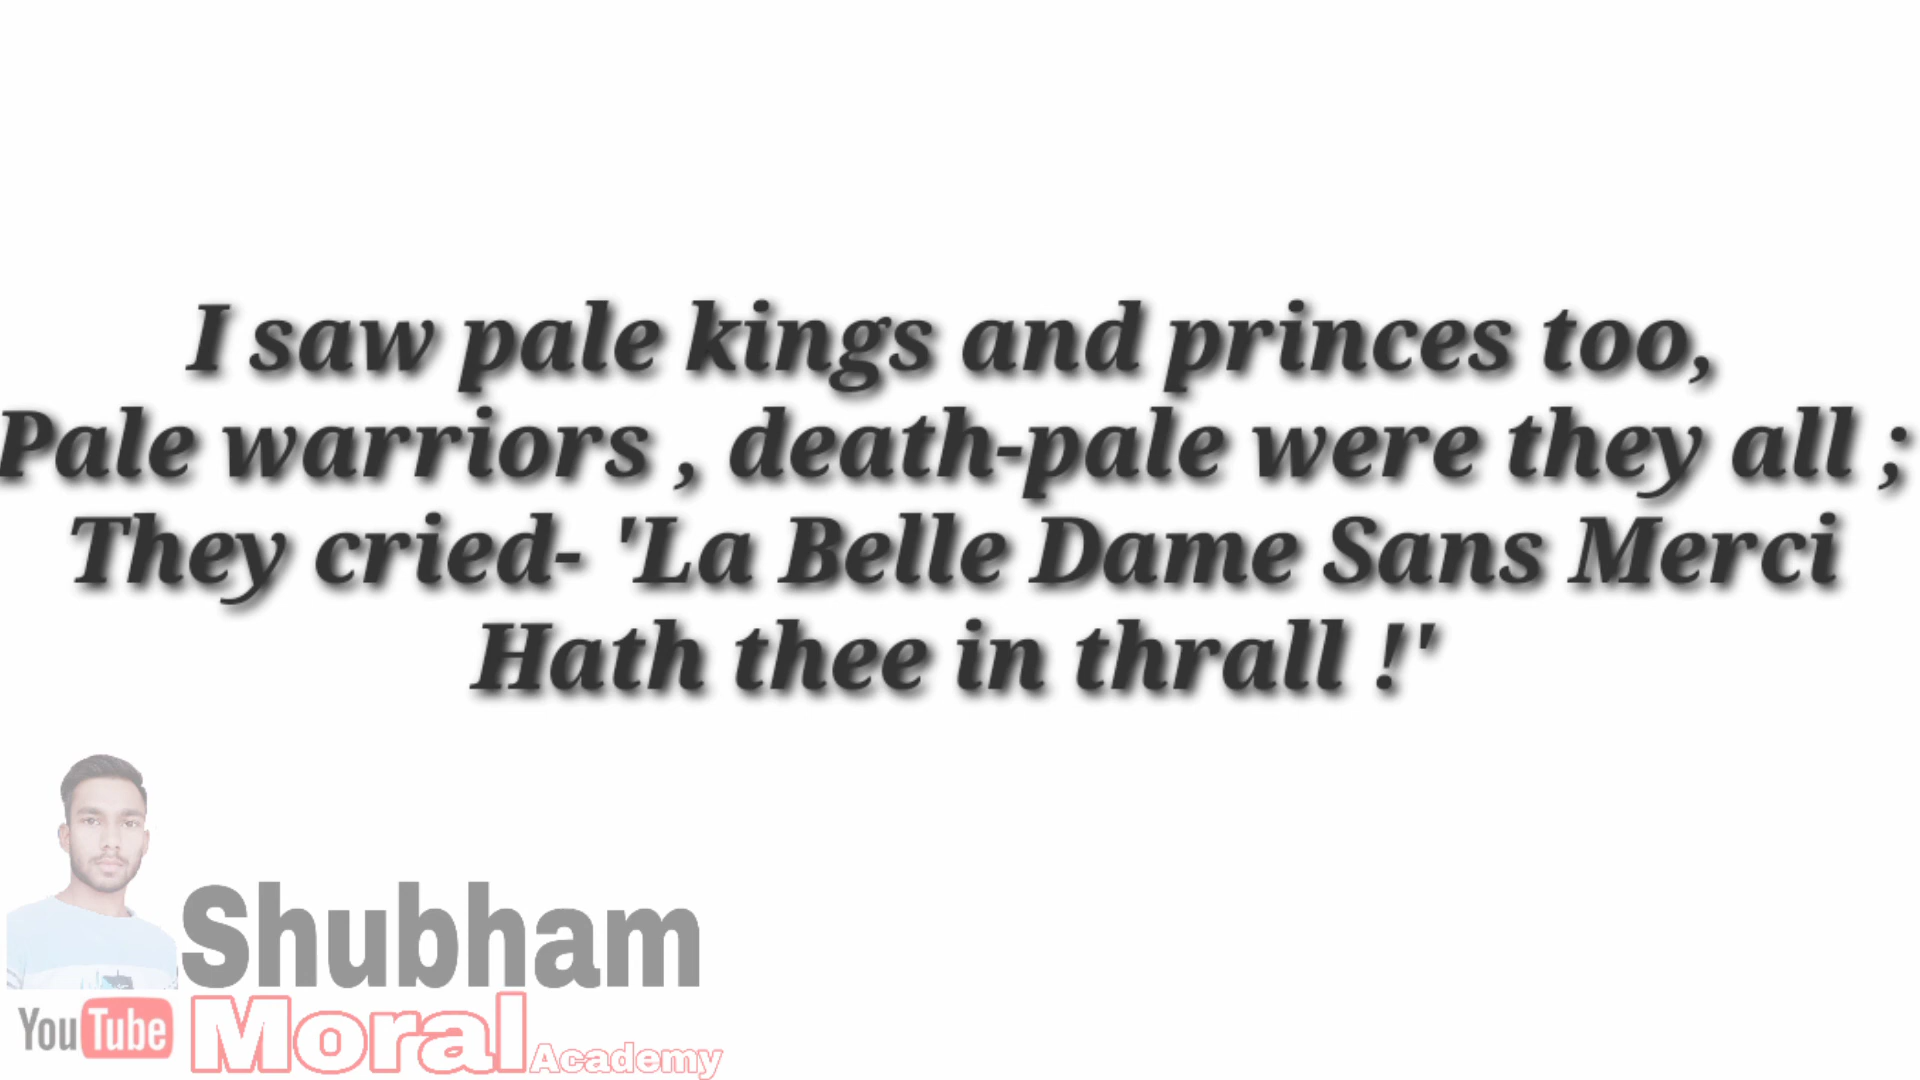 I saw pale kings and princes too,
Pale warriors , death-pale were they all ;
They cried- 'La Belle Dame Sans Merci
Hath thee in thrall !'
Shubham
YouTube Moral Academy